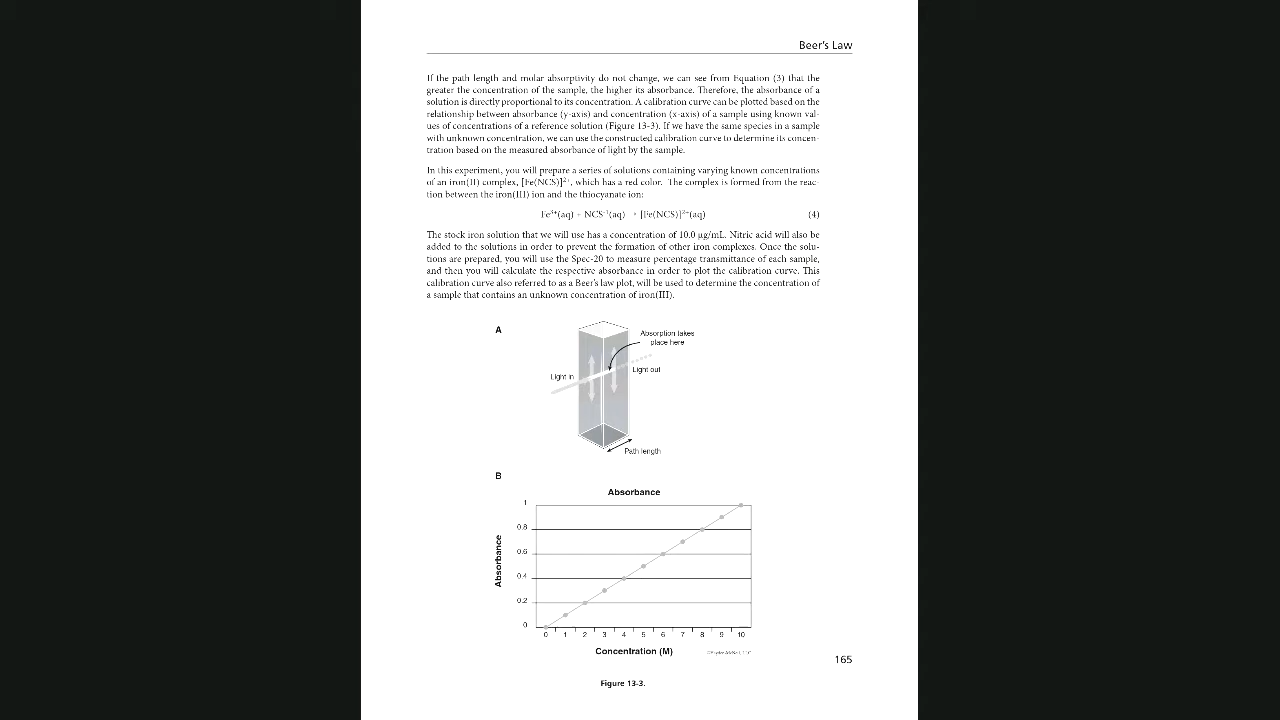 Beer's Law
If the path length and molar absorptivity do not change, we can see from Equation (3) that the
greater the concentration of the sample, the higher its absorbance. Therefore, the absorbance of a
solution is directly proportional to its concentration. A calibration curve can be plotted based on the
relationship between absorbance (y-axis) and concentration (x-axis) of a sample using known val-
ues of concentrations of a reference solution (Figure 13-3). If we have the same species in a sample
with unknown concentration, we can use the constructed calibration curve to determine its concen-
tration based on the measured absorbance of light by the sample.
In this experiment, you will prepare a series of solutions containing varying known concentrations
of an iron(II) complex, [Fe(NCS)]²⁺, which has a red color. The complex is formed from the reac-
tion between the iron(III) ion and the thiocyanate ion:
Fe³⁺(aq) + NCS⁻¹(aq) → [Fe(NCS)]²⁺(aq) (4)
The stock iron solution that we will use has a concentration of 10.0 µg/mL. Nitric acid will also be
added to the solutions in order to prevent the formation of other iron complexes. Once the solu-
tions are prepared, you will use the Spec-20 to measure percentage transmittance of each sample,
and then you will calculate the respective absorbance in order to plot the calibration curve. This
calibration curve also referred to as a Beer's law plot, will be used to determine the concentration of
a sample that contains an unknown concentration of iron(III).
A
Absorption takes
place here
Light in
Light out
Path length
B
Absorbance
Absorbance
1
0.8
0.6
0.4
0.2
0
0 1 2 3 4 5 6 7 8 9 10
Concentration (M)
165
Figure 13-3.